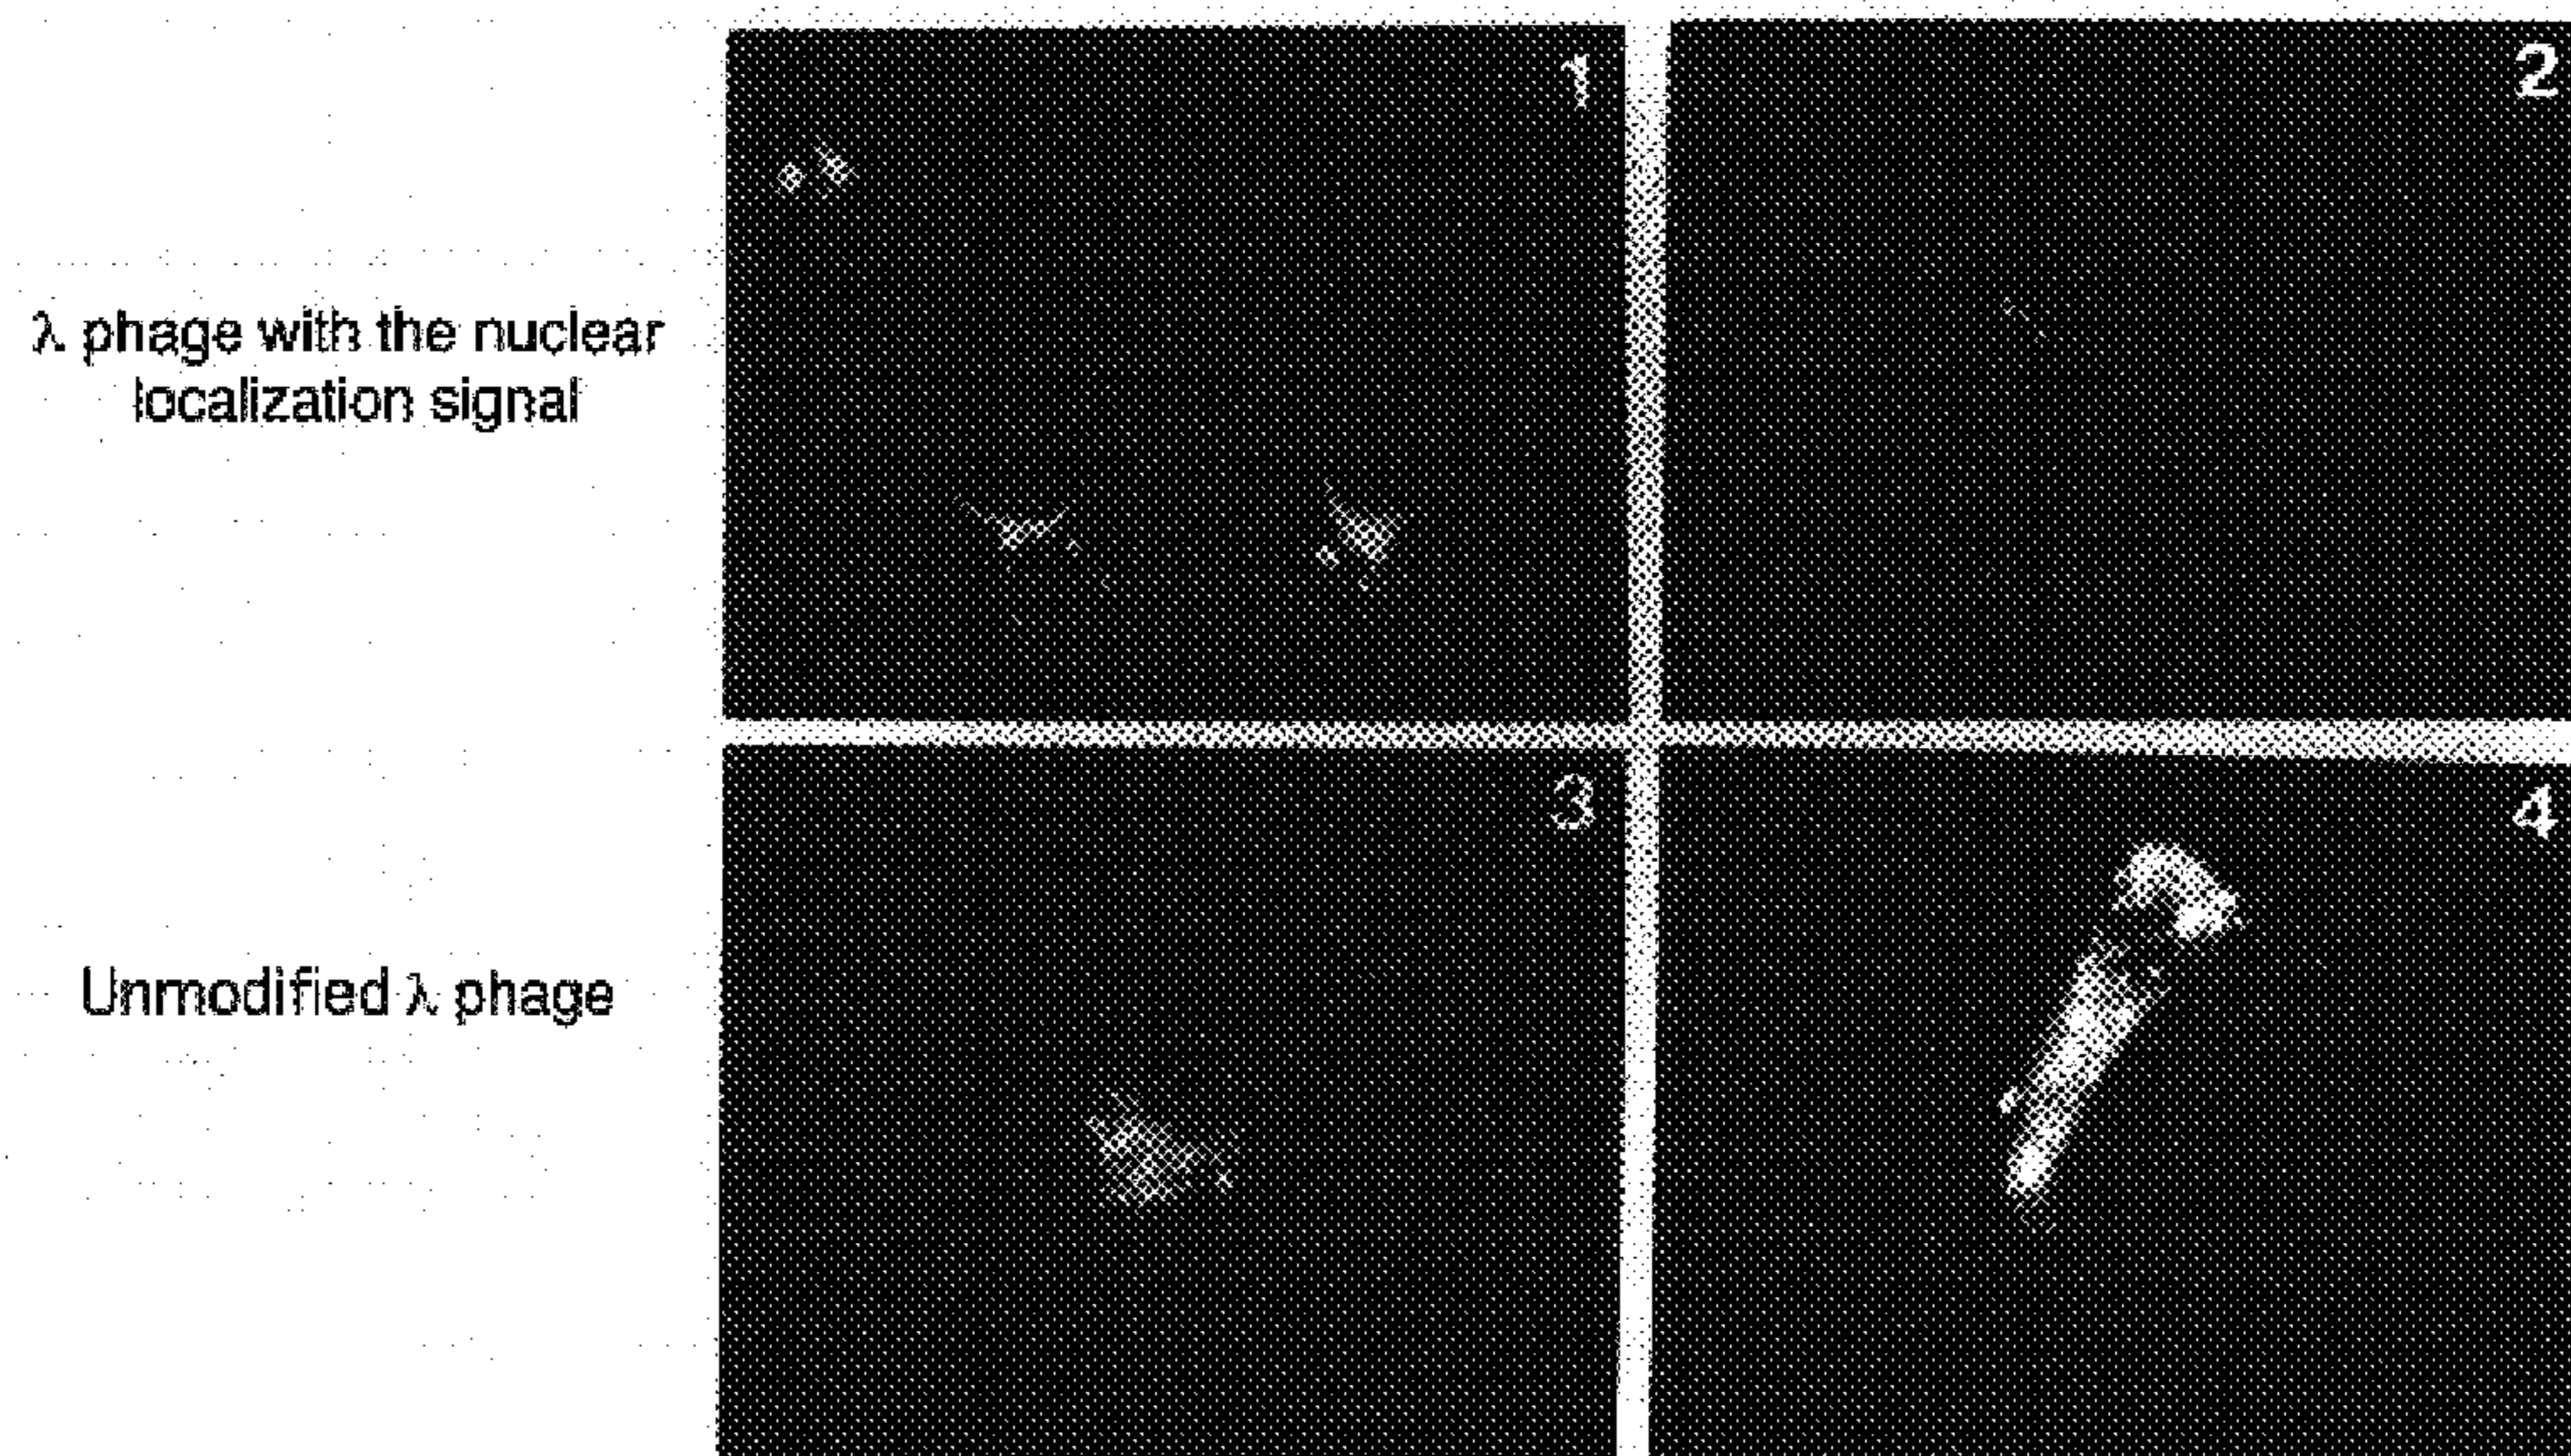 1
2
λ phage with the nuclear
localization signal
3
4
Unmodified λ phage